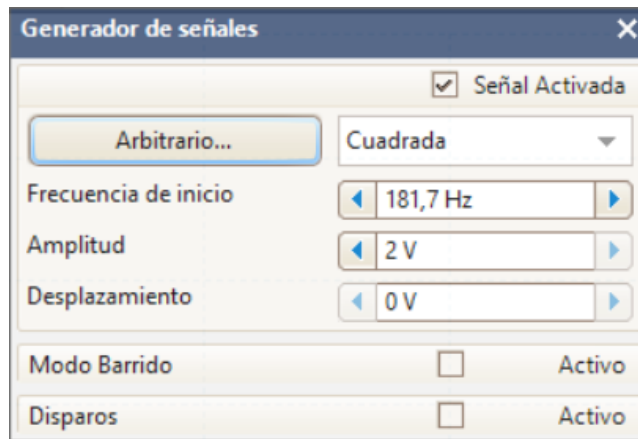 Generador de señales
Señal Activada
Arbitrario... Cuadrada
Frecuencia de inicio 181,7 Hz
Amplitud 2 V
Desplazamiento 0 V
Modo Barrido Activo
Disparos Activo